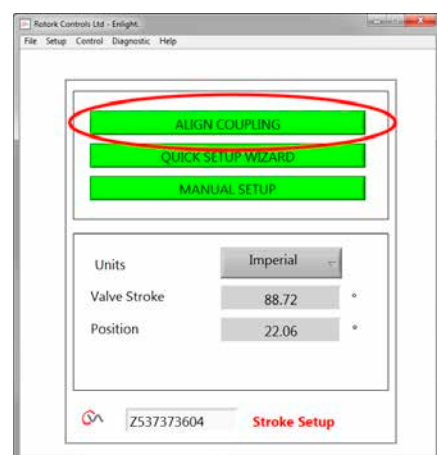 Rotork Controls Ltd - Enlight.
File Setup Control Diagnostic Help
ALIGN COUPLING
QUICK SETUP WIZARD
MANUAL SETUP
Units Imperial
Valve Stroke 88.72 °
Position 22.06 °
Z537373604 Stroke Setup